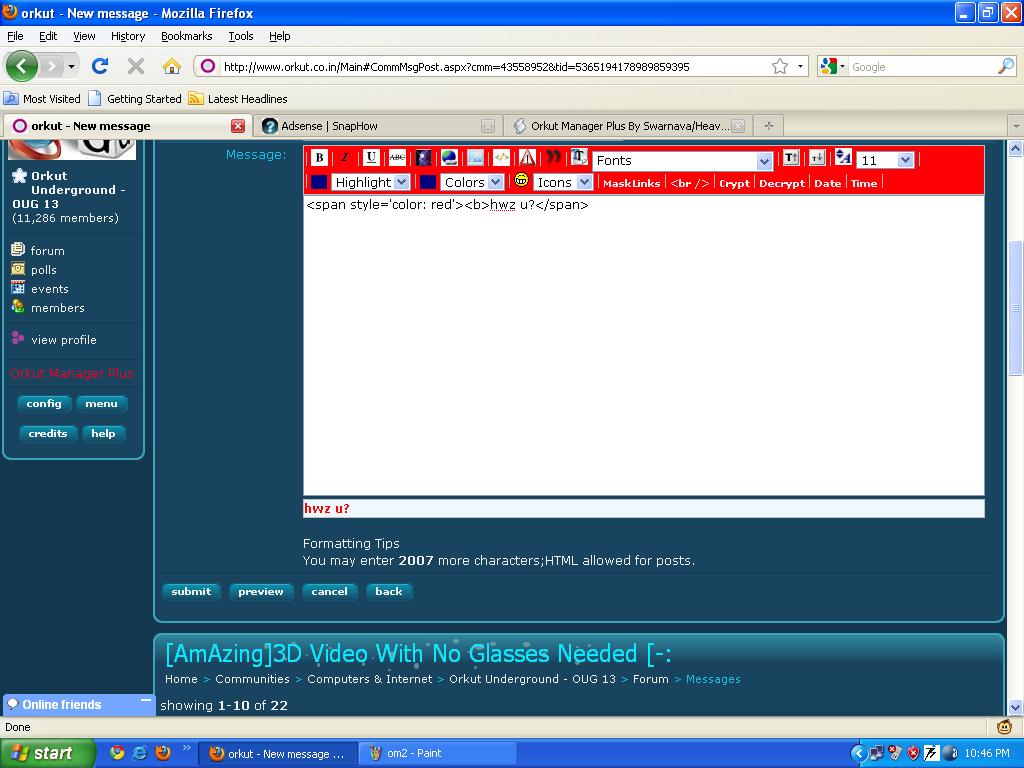 orkut - New message - Mozilla Firefox
File Edit View History Bookmarks Tools Help
http://www.orkut.co.in/Main#CommMsgPost.aspx?cmm=43558952&tid=5365194178989859395
Google
Most Visited Getting Started Latest Headlines
orkut - New message
Adsense | SnapHow
Orkut Manager Plus By Swarnava/Heav...
Orkut
Underground -
OUG 13
(11,286 members)
forum
polls
events
members
view profile
Orkut Manager Plus
config menu
credits help
Message:
B I U ABC Fonts 11
Highlight Colors Icons MaskLinks <br /> Crypt Decrypt Date Time
<span style='color: red'><b>hwz u?</span>
hwz u?
Formatting Tips
You may enter 2007 more characters;HTML allowed for posts.
submit preview cancel back
[AmAzing]3D Video With No Glasses Needed [-:
Home > Communities > Computers & Internet > Orkut Underground - OUG 13 > Forum > Messages
showing 1-10 of 22
Online friends
Done
start
orkut - New message ...
om2 - Paint
10:46 PM